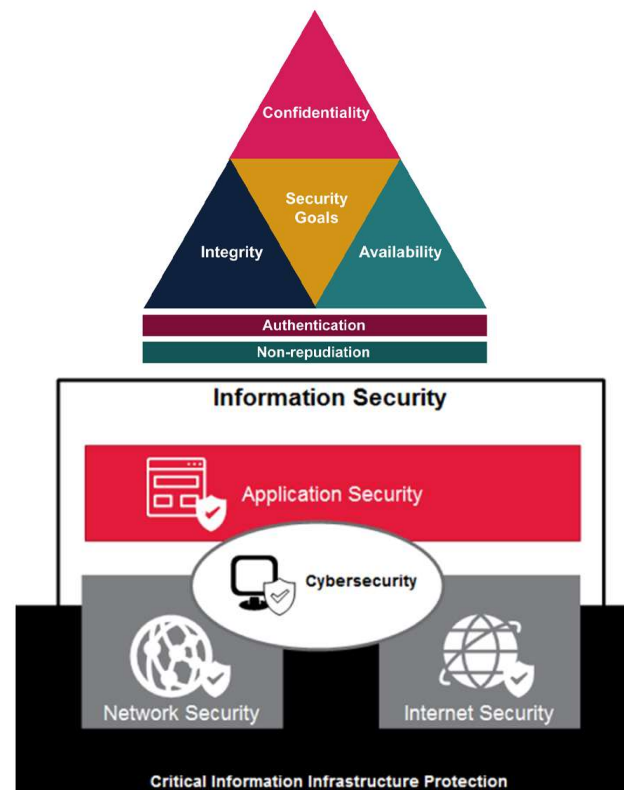 Confidentiality
Security
Goals
Integrity
Availability
Authentication
Non-repudiation
Information Security
Application Security
Cybersecurity
Network Security
Internet Security
Critical Information Infrastructure Protection